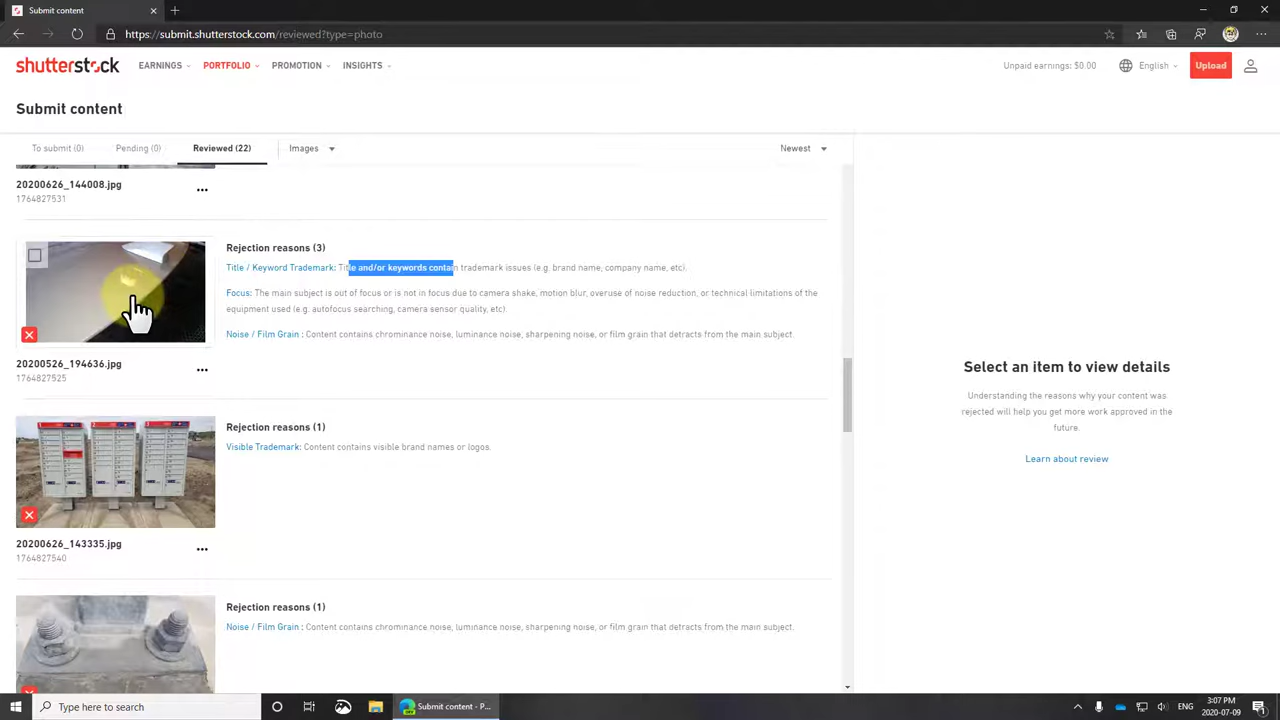 Submit content
https://submit.shutterstock.com/reviewed?type=photo
shutterstock
EARNINGS
PORTFOLIO
PROMOTION
INSIGHTS
Unpaid earnings: $0.00
English
Upload
Submit content
To submit (0)
Pending (0)
Reviewed (22)
Images
Newest
20200626_144008.jpg
1764827531
Rejection reasons (3)
Title / Keyword Trademark: Title and/or keywords contain trademark issues (e.g. brand name, company name, etc).
Focus: The main subject is out of focus or is not in focus due to camera shake, motion blur, overuse of noise reduction, or technical limitations of the
equipment used (e.g. autofocus searching, camera sensor quality, etc).
Noise / Film Grain : Content contains chrominance noise, luminance noise, sharpening noise, or film grain that detracts from the main subject.
20200526_194636.jpg
1764827525
Rejection reasons (1)
Visible Trademark: Content contains visible brand names or logos.
20200626_143335.jpg
1764827540
Rejection reasons (1)
Noise / Film Grain : Content contains chrominance noise, luminance noise, sharpening noise, or film grain that detracts from the main subject.
Select an item to view details
Understanding the reasons why your content was
rejected will help you get more work approved in the
future.
Learn about review
Type here to search
Submit content - P...
3:07 PM
2020-07-09